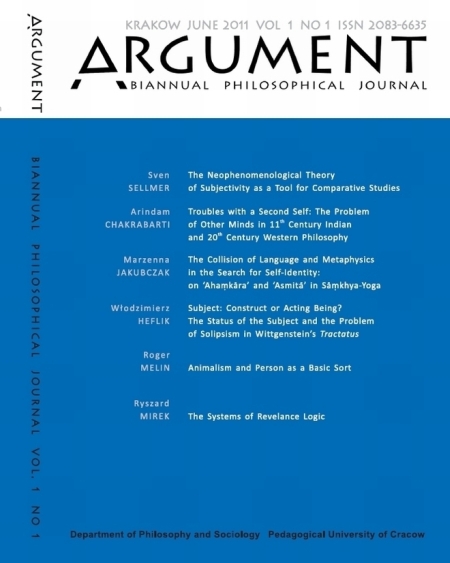 KRAKOW JUNE 2011 VOL 1 NO 1 ISSN 2083-6635
ARGUMENT
BIANNUAL PHILOSOPHICAL JOURNAL
ARGUMENT
BIANNUAL PHILOSOPHICAL JOURNAL VOL. 1 NO 1
Sven
SELLMER
The Neophenomenological Theory
of Subjectivity as a Tool for Comparative Studies
Arindam
CHAKRABARTI
Troubles with a Second Self: The Problem
of Other Minds in 11th Century Indian
and 20th Century Western Philosophy
Marzenna
JAKUBCZAK
The Collision of Language and Metaphysics
in the Search for Self-Identity:
on 'Ahaṃkāra' and 'Asmitā' in Sāṃkhya-Yoga
Włodzimierz
HEFLIK
Subject: Construct or Acting Being?
The Status of the Subject and the Problem
of Solipsism in Wittgenstein's Tractatus
Roger
MELIN
Animalism and Person as a Basic Sort
Ryszard
MIREK
The Systems of Revelance Logic
Department of Philosophy and Sociology Pedagogical University of Cracow